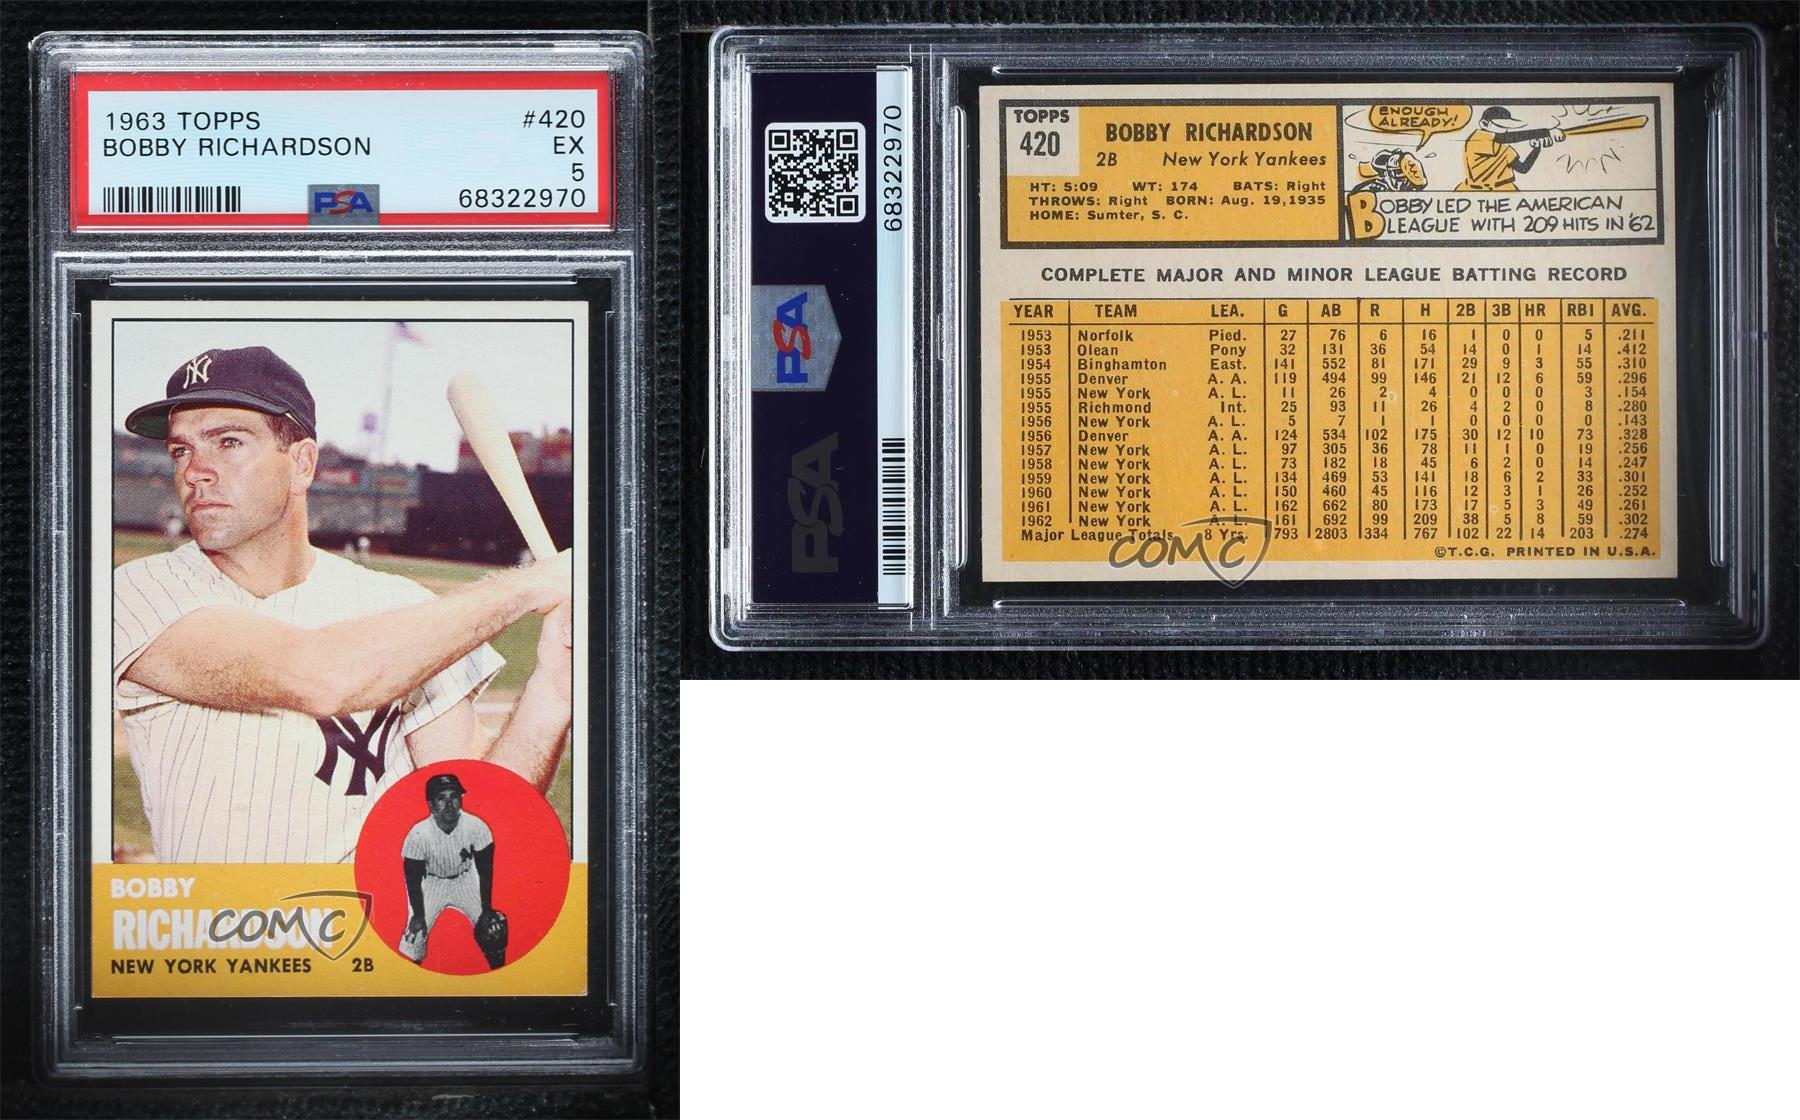 1963 TOPPS #420
BOBBY RICHARDSON EX
5
PSA 68322970
NY
NY
BOBBY
RICHARDSON
NEW YORK YANKEES 2B
COMC
68322970
PSA
PSA
TOPPS
420
BOBBY RICHARDSON
2B New York Yankees
HT: 5:09 WT: 174 BATS: Right
THROWS: Right BORN: Aug. 19, 1935
HOME: Sumter, S. C.
ENOUGH
ALREADY!
BOBBY LED THE AMERICAN
LEAGUE WITH 209 HITS IN '62
COMPLETE MAJOR AND MINOR LEAGUE BATTING RECORD
YEAR TEAM LEA. G AB R H 2B 3B HR RBI AVG.
1953 Norfolk Pied. 27 76 6 16 1 0 0 5 .211
1953 Olean Pony 32 131 36 54 14 0 1 14 .412
1954 Binghamton East. 141 552 81 171 29 9 3 55 .310
1955 Denver A. A. 119 494 99 146 21 12 6 59 .296
1955 New York A. L. 11 26 2 4 0 0 0 3 .154
1955 Richmond Int. 25 93 11 26 4 2 0 8 .280
1956 New York A. L. 5 7 1 1 0 0 0 0 .143
1956 Denver A. A. 124 534 102 175 30 12 10 73 .328
1957 New York A. L. 97 305 36 78 11 1 0 19 .256
1958 New York A. L. 73 182 18 45 6 2 0 14 .247
1959 New York A. L. 134 469 53 141 18 6 2 33 .301
1960 New York A. L. 150 460 45 116 12 3 1 26 .252
1961 New York A. L. 162 662 80 173 17 5 3 49 .261
1962 New York A. L. 161 692 99 209 38 5 8 59 .302
Major League Totals 8 Yrs. 793 2803 334 767 102 22 14 203 .274
©T.C.G. PRINTED IN U.S.A.
COMC